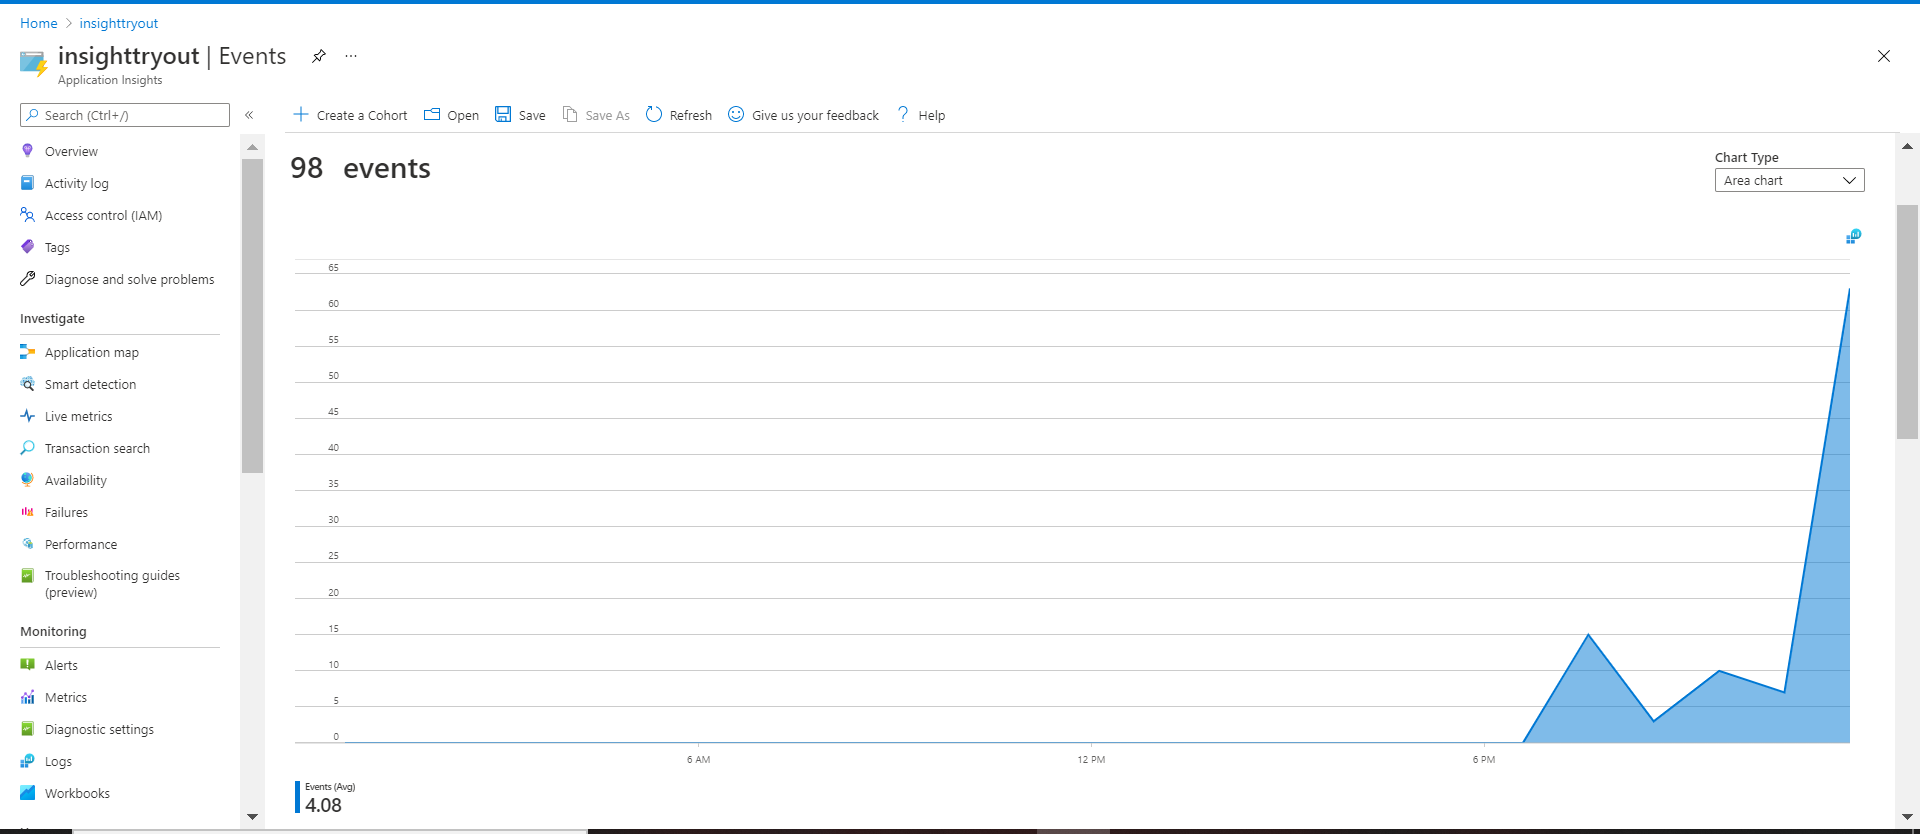 Home > insighttryout
insighttryout | Events
Application Insights
Search (Ctrl+/)
Create a Cohort
Open
Save
Save As
Refresh
Give us your feedback
Help
Overview
Activity log
Access control (IAM)
Tags
Diagnose and solve problems
Investigate
Application map
Smart detection
Live metrics
Transaction search
Availability
Failures
Performance
Troubleshooting guides
(preview)
Monitoring
Alerts
Metrics
Diagnostic settings
Logs
Workbooks
98 events
Chart Type
Area chart
65
60
55
50
45
40
35
30
25
20
15
10
5
0
6 AM
12 PM
6 PM
Events (Avg)
4.08